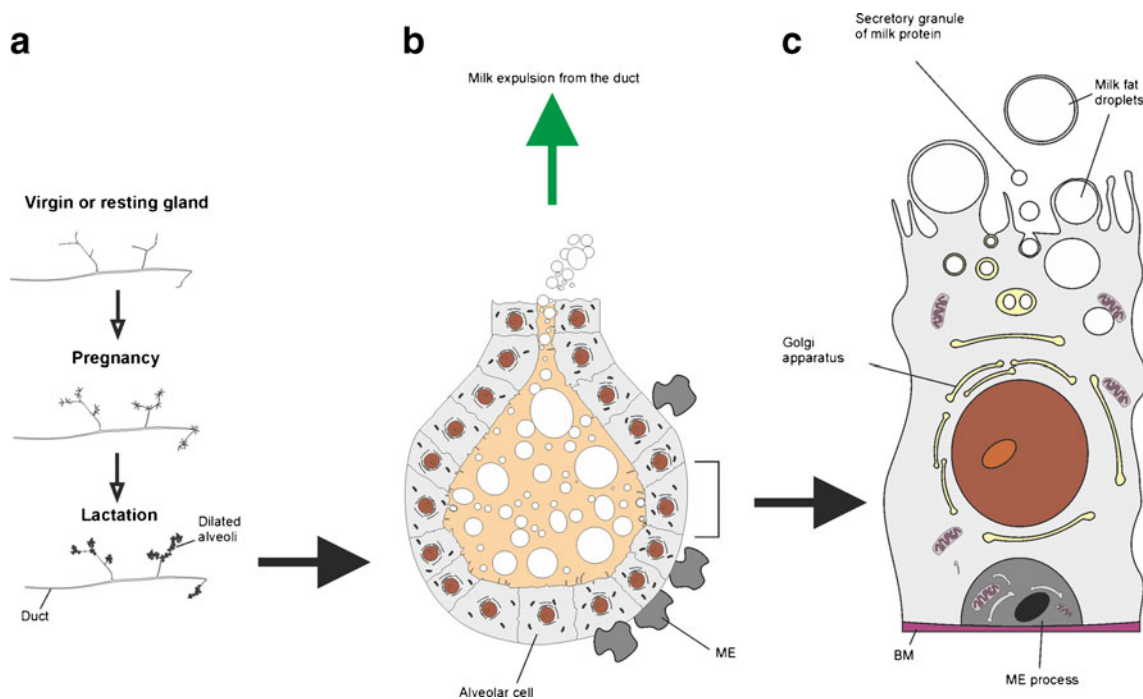 a
Virgin or resting gland
Pregnancy
Lactation
Dilated
alveoli
Duct
b
Milk expulsion from the duct
ME
Alveolar cell
c
Secretory granule
of milk protein
Milk fat
droplets
Golgi
apparatus
BM
ME process